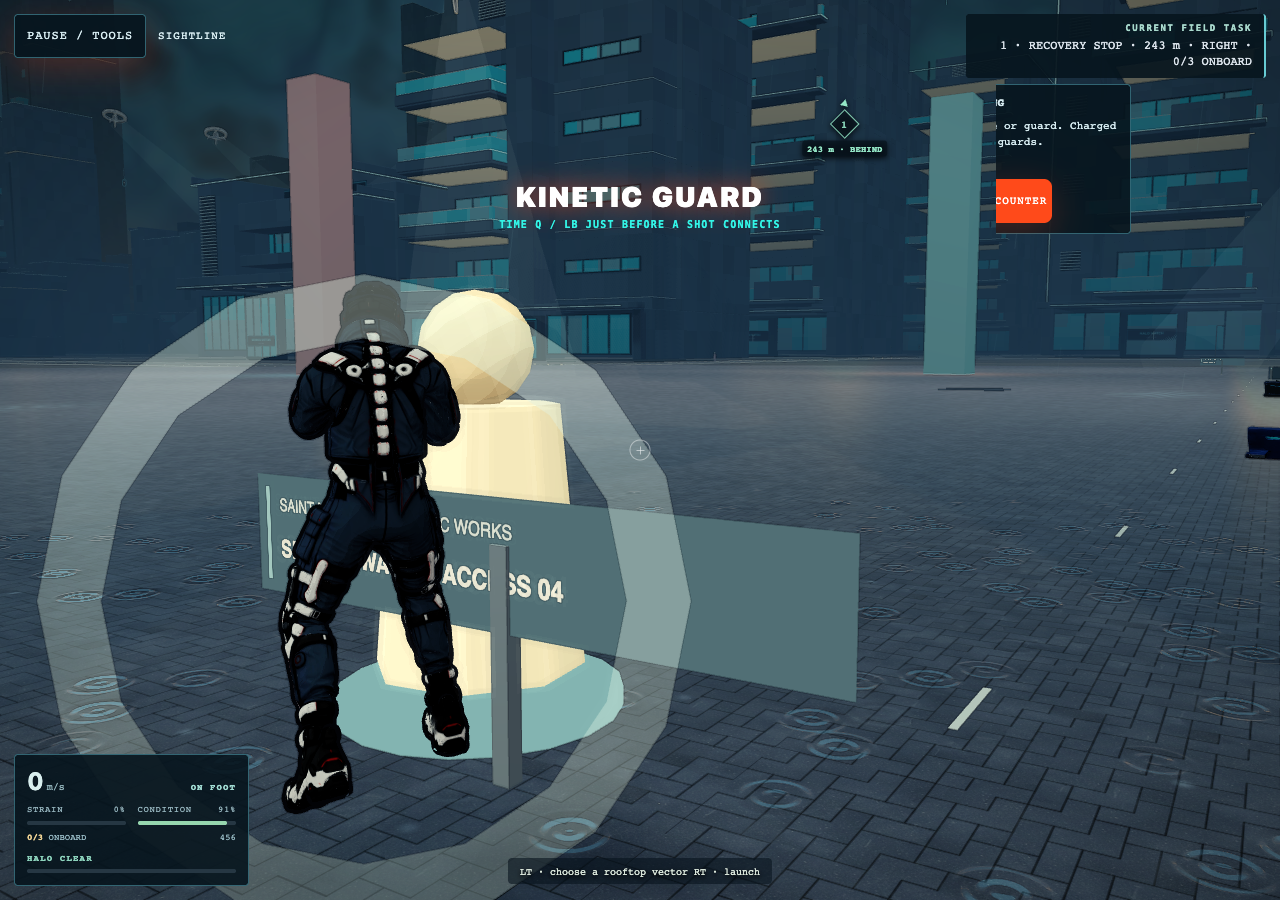 PAUSE / TOOLS
SIGHTLINE
CURRENT FIELD TASK
1 · RECOVERY STOP · 243 m · RIGHT ·
0/3 ONBOARD
or guard. Charged
guards.
COUNTER
1
243 m · BEHIND
KINETIC GUARD
TIME Q / LB JUST BEFORE A SHOT CONNECTS
WORKS
ACCESS 04
0 m/s
ON FOOT
STRAIN 0% CONDITION 91%
0/3 ONBOARD 456
HALO CLEAR
LT · choose a rooftop vector RT · launch